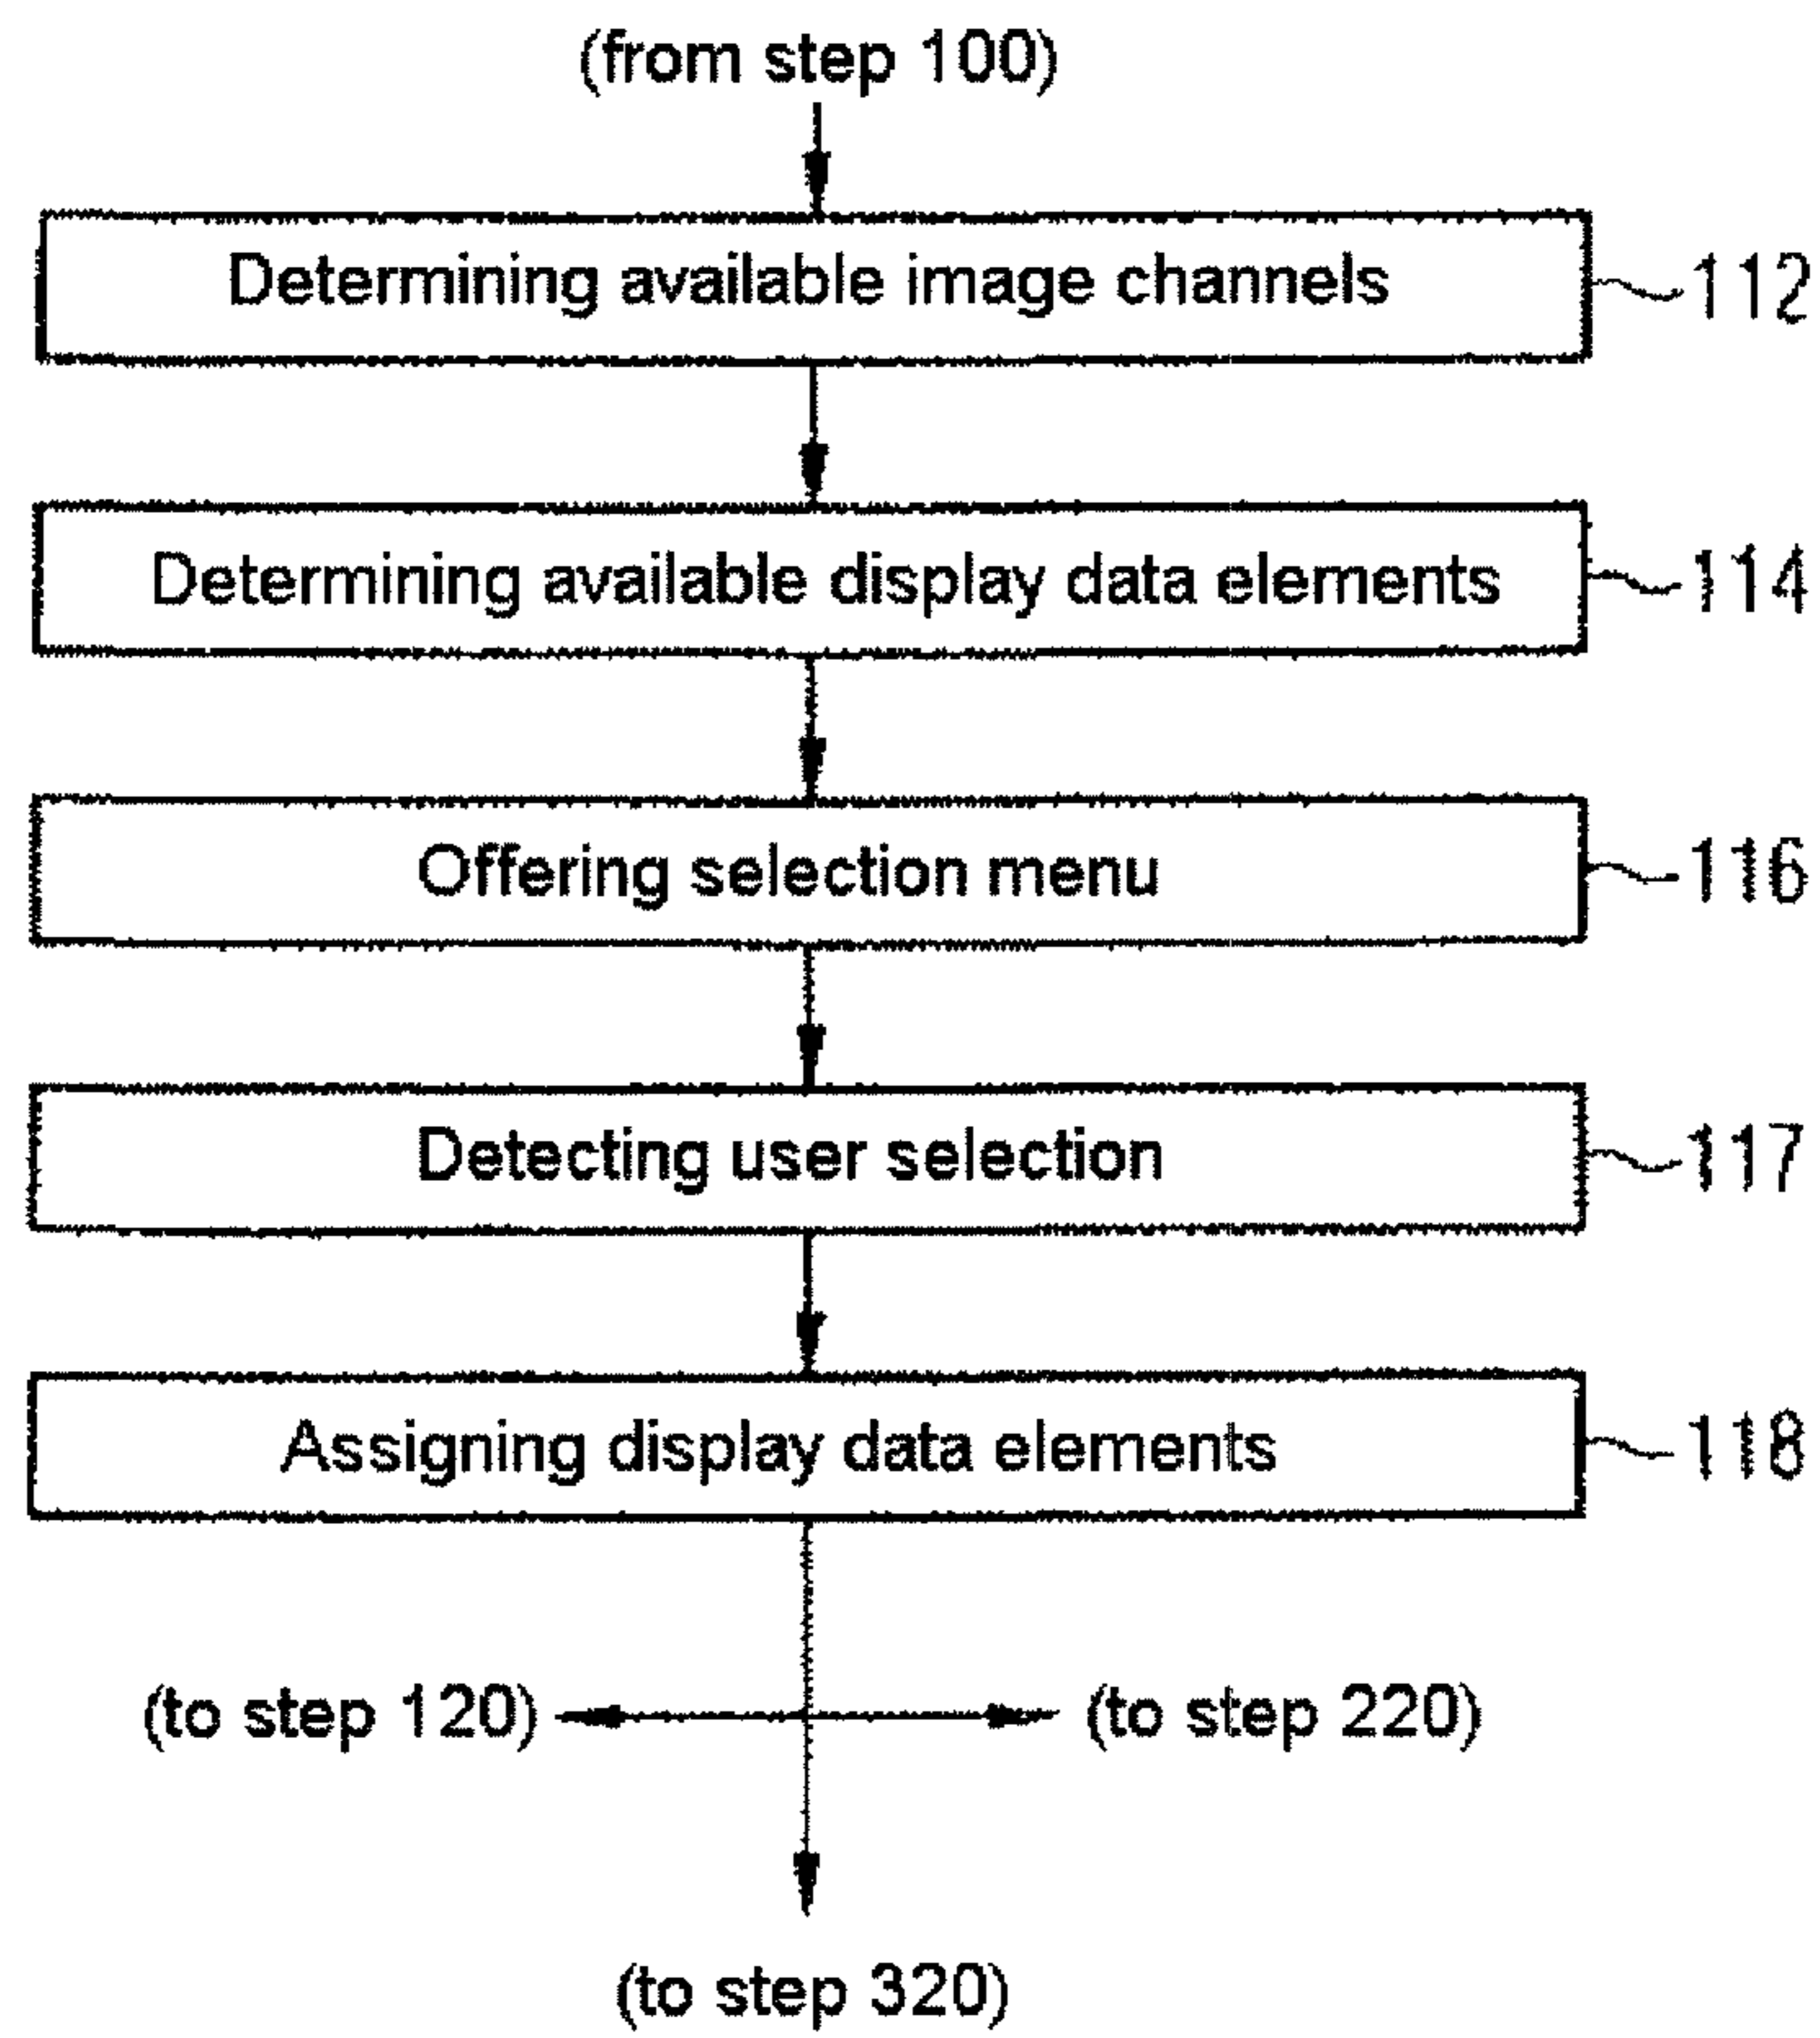 (from step 100)
Determining available image channels 112
Determining available display data elements 114
Offering selection menu 116
Detecting user selection 117
Assigning display data elements 118
(to step 120) (to step 220)
(to step 320)